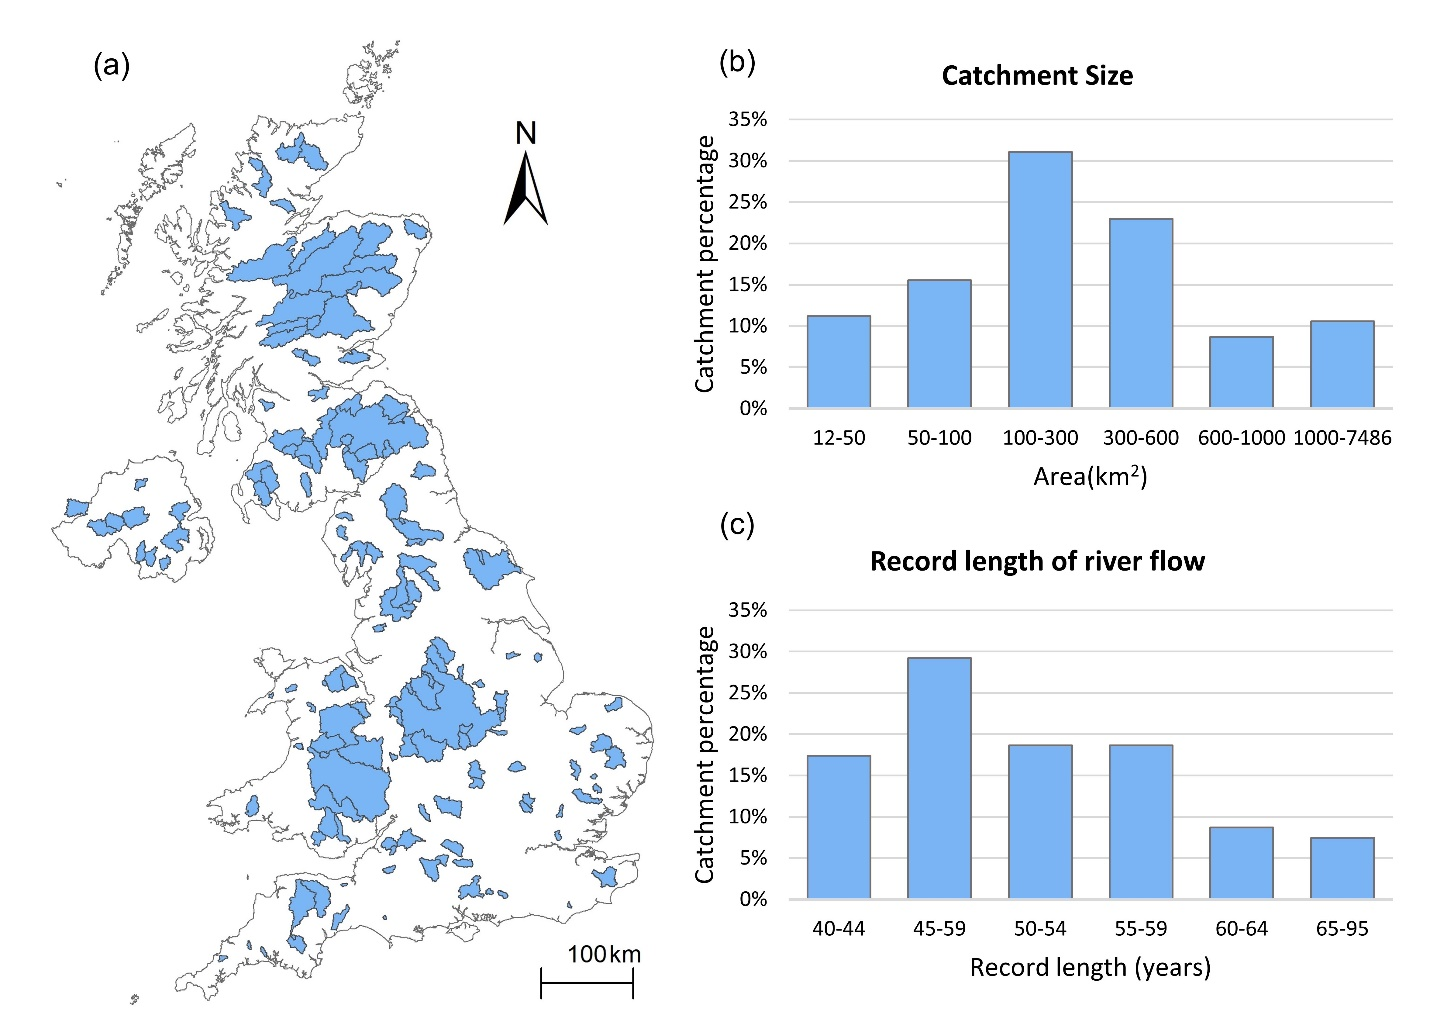 (a)
N
100km
(b)
Catchment Size
Catchment percentage
35%
30%
25%
20%
15%
10%
5%
0%
12-50 50-100 100-300 300-600 600-1000 1000-7486
Area(km²)
(c)
Record length of river flow
Catchment percentage
35%
30%
25%
20%
15%
10%
5%
0%
40-44 45-59 50-54 55-59 60-64 65-95
Record length (years)